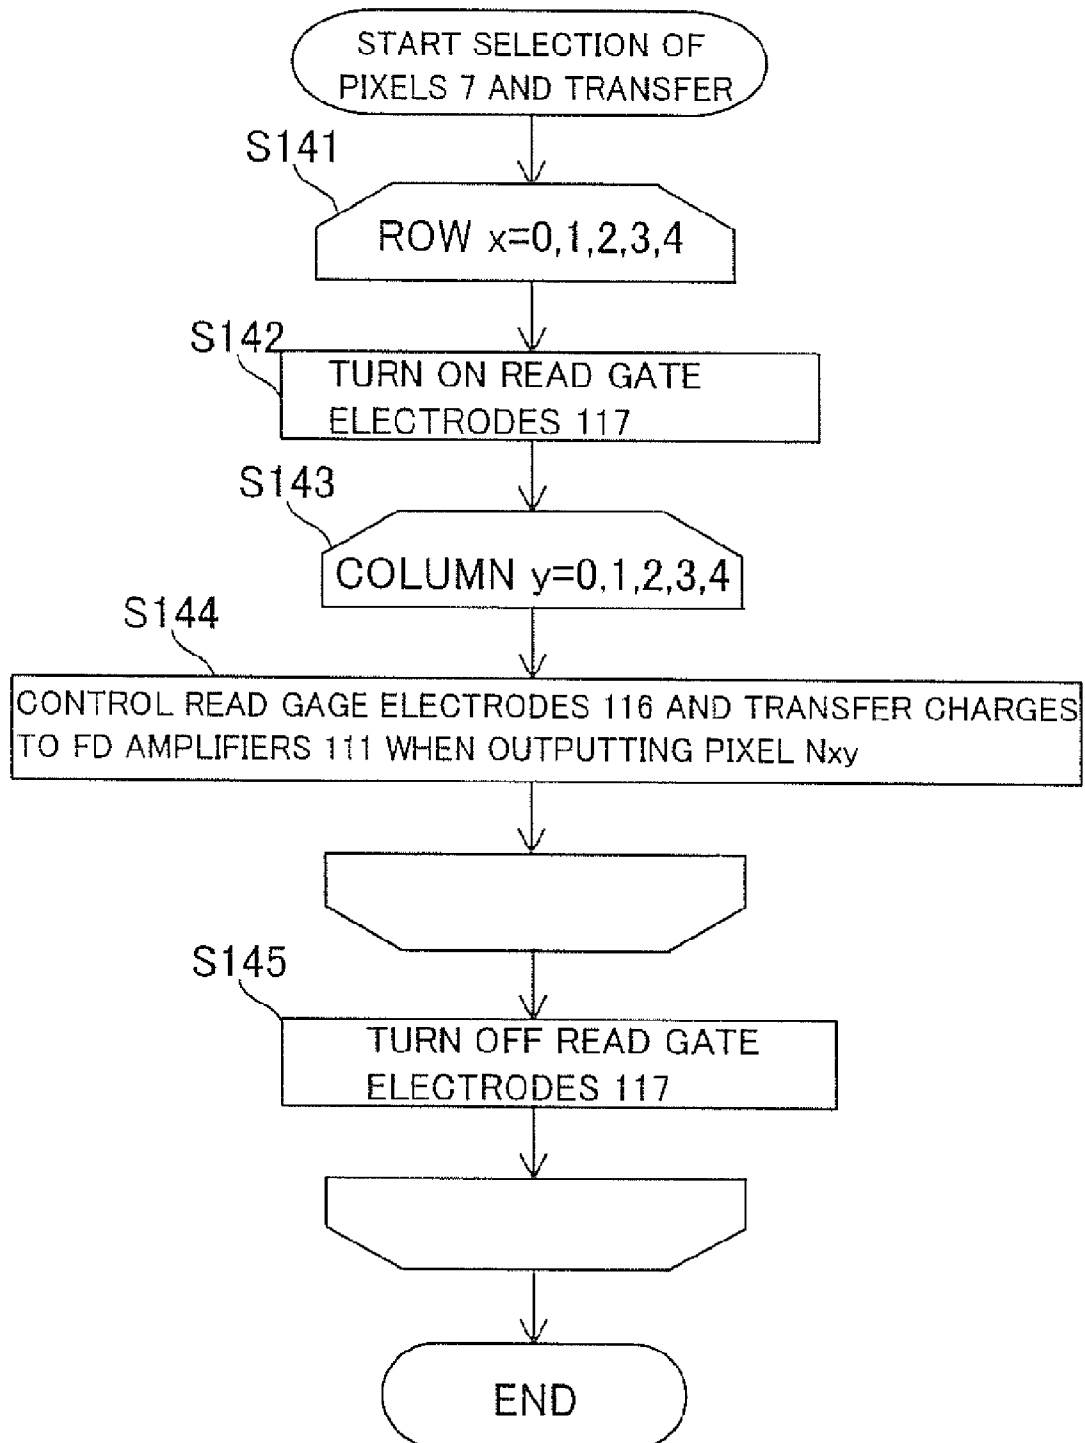 START SELECTION OF
PIXELS 7 AND TRANSFER
S141
ROW x=0,1,2,3,4
S142
TURN ON READ GATE
ELECTRODES 117
S143
COLUMN y=0,1,2,3,4
S144
CONTROL READ GAGE ELECTRODES 116 AND TRANSFER CHARGES
TO FD AMPLIFIERS 111 WHEN OUTPUTTING PIXEL Nxy
S145
TURN OFF READ GATE
ELECTRODES 117
END